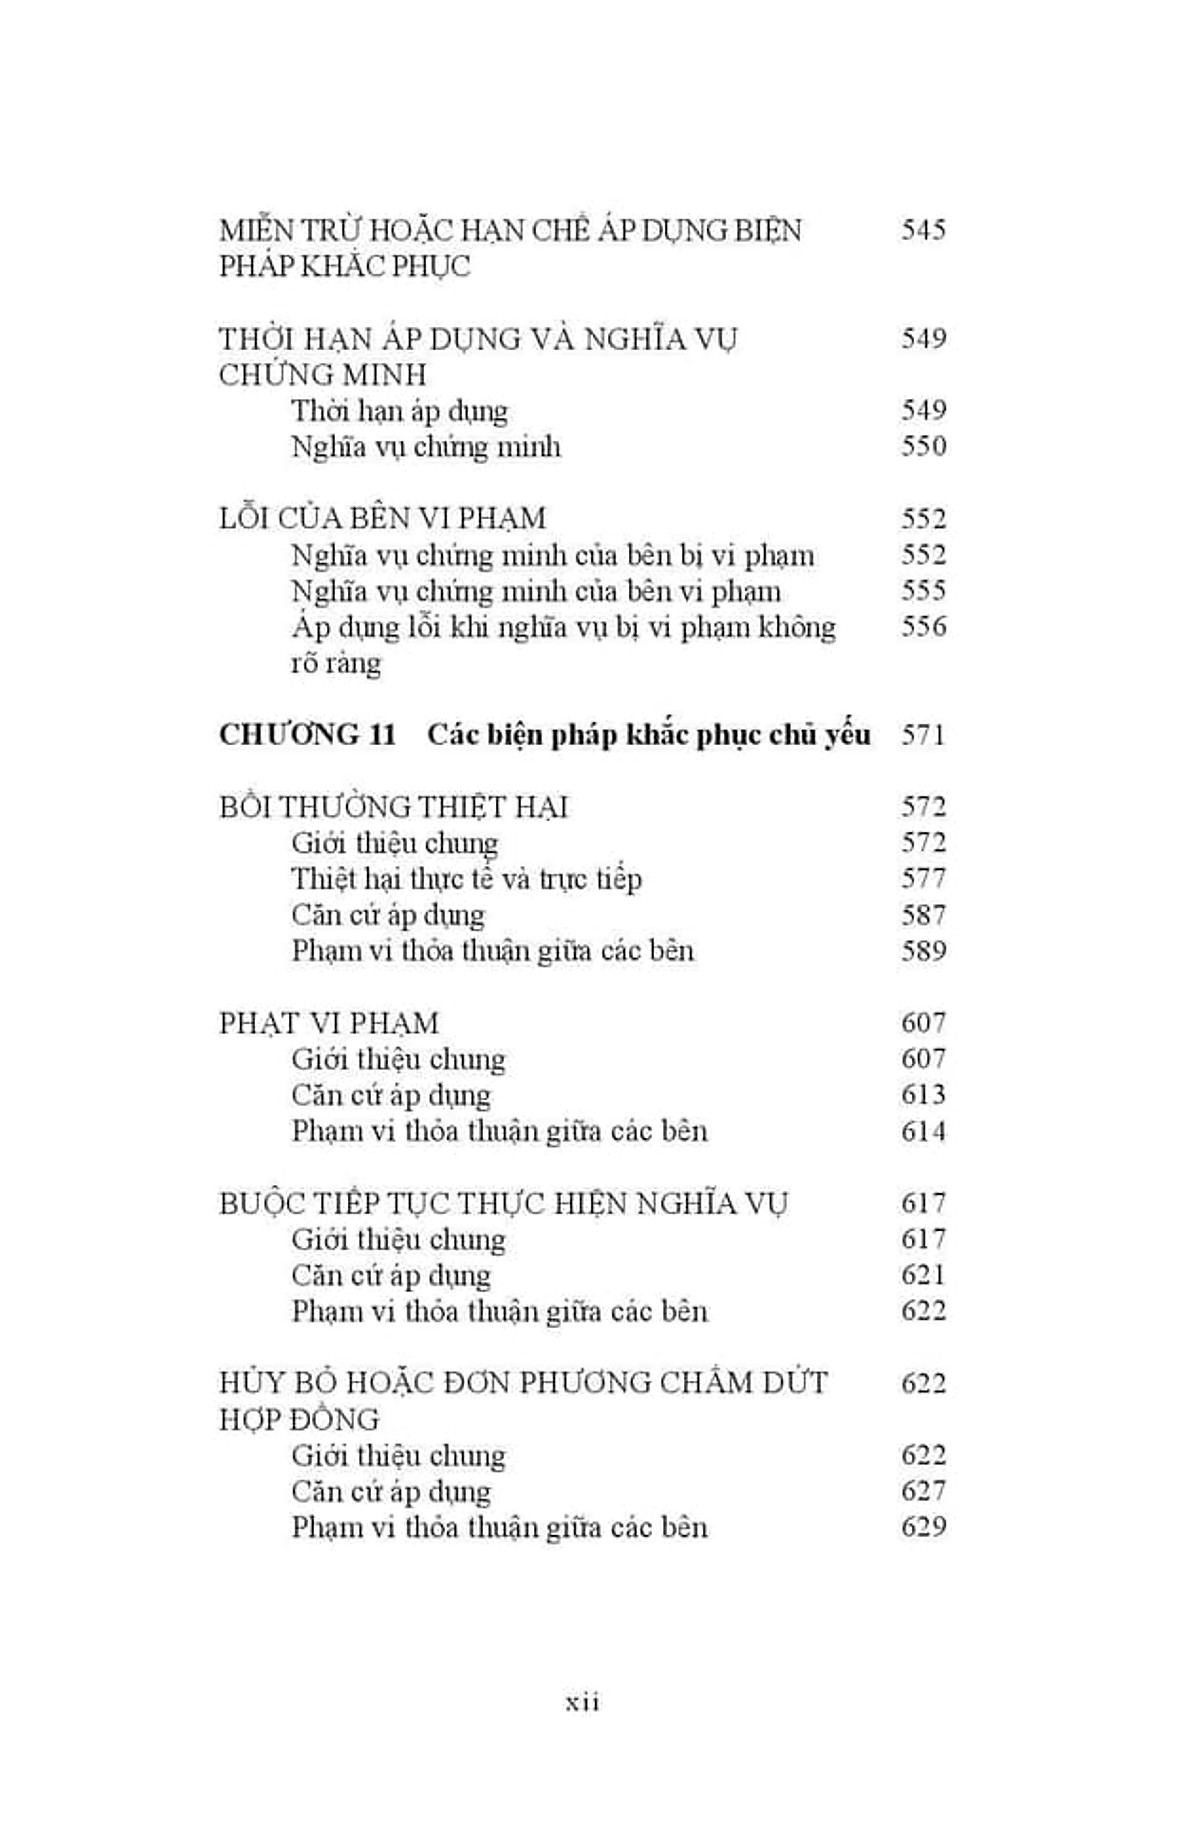 MIỄN TRỪ HOẶC HẠN CHẾ ÁP DỤNG BIỆN 545
PHÁP KHẮC PHỤC
THỜI HẠN ÁP DỤNG VÀ NGHĨA VỤ 549
CHỨNG MINH
Thời hạn áp dụng 549
Nghĩa vụ chứng minh 550
LỖI CỦA BÊN VI PHẠM 552
Nghĩa vụ chứng minh của bên bị vi phạm 552
Nghĩa vụ chứng minh của bên vi phạm 555
Áp dụng lỗi khi nghĩa vụ bị vi phạm không 556
rõ ràng
CHƯƠNG 11 Các biện pháp khắc phục chủ yếu 571
BỒI THƯỜNG THIỆT HẠI 572
Giới thiệu chung 572
Thiệt hại thực tế và trực tiếp 577
Căn cứ áp dụng 587
Phạm vi thỏa thuận giữa các bên 589
PHẠT VI PHẠM 607
Giới thiệu chung 607
Căn cứ áp dụng 613
Phạm vi thỏa thuận giữa các bên 614
BUỘC TIẾP TỤC THỰC HIỆN NGHĨA VỤ 617
Giới thiệu chung 617
Căn cứ áp dụng 621
Phạm vi thỏa thuận giữa các bên 622
HỦY BỎ HOẶC ĐƠN PHƯƠNG CHẤM DỨT 622
HỢP ĐỒNG
Giới thiệu chung 622
Căn cứ áp dụng 627
Phạm vi thỏa thuận giữa các bên 629
xii